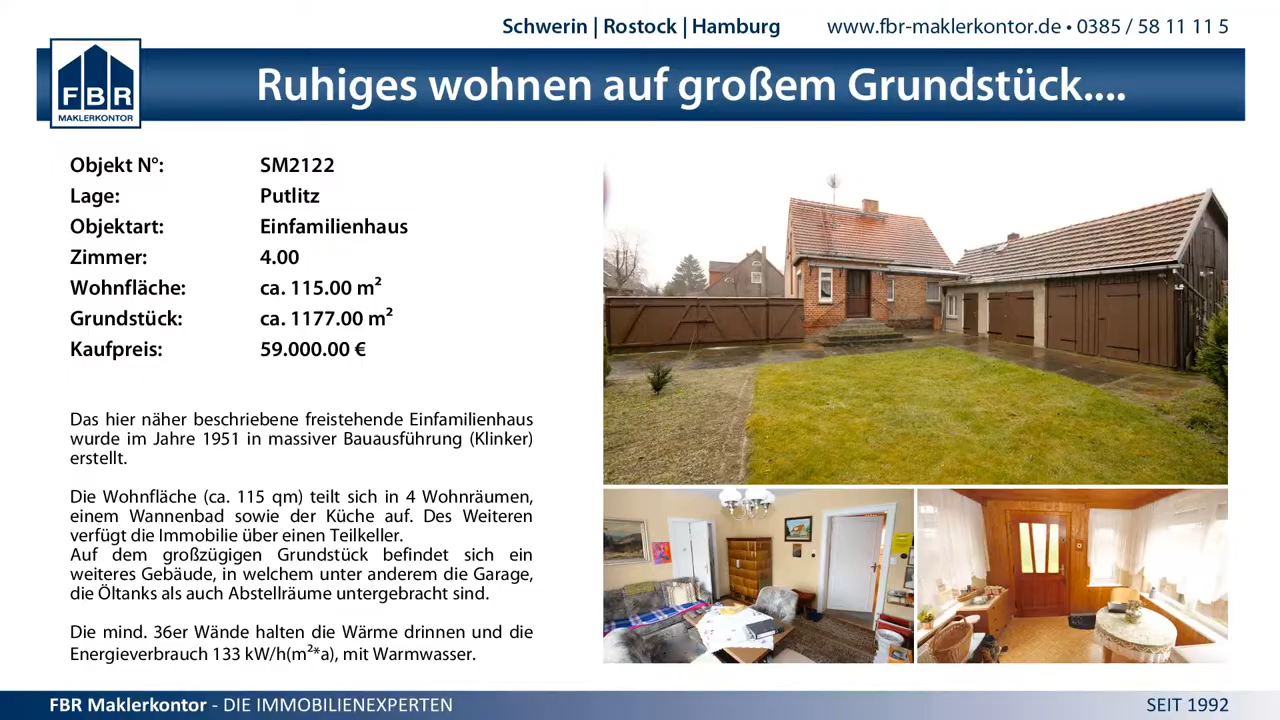 Schwerin | Rostock | Hamburg www.fbr-maklerkontor.de • 0385 / 58 11 11 5
FBR
MAKLERKONTOR
Ruhiges wohnen auf großem Grundstück....
Objekt N°: SM2122
Lage: Putlitz
Objektart: Einfamilienhaus
Zimmer: 4.00
Wohnfläche: ca. 115.00 m²
Grundstück: ca. 1177.00 m²
Kaufpreis: 59.000.00 €
Das hier näher beschriebene freistehende Einfamilienhaus
wurde im Jahre 1951 in massiver Bauausführung (Klinker)
erstellt.
Die Wohnfläche (ca. 115 qm) teilt sich in 4 Wohnräumen,
einem Wannenbad sowie der Küche auf. Des Weiteren
verfügt die Immobilie über einen Teilkeller.
Auf dem großzügigen Grundstück befindet sich ein
weiteres Gebäude, in welchem unter anderem die Garage,
die Öltanks als auch Abstellräume untergebracht sind.
Die mind. 36er Wände halten die Wärme drinnen und die
Energieverbrauch 133 kW/h(m²*a), mit Warmwasser.
FBR Maklerkontor - DIE IMMOBILIENEXPERTEN SEIT 1992